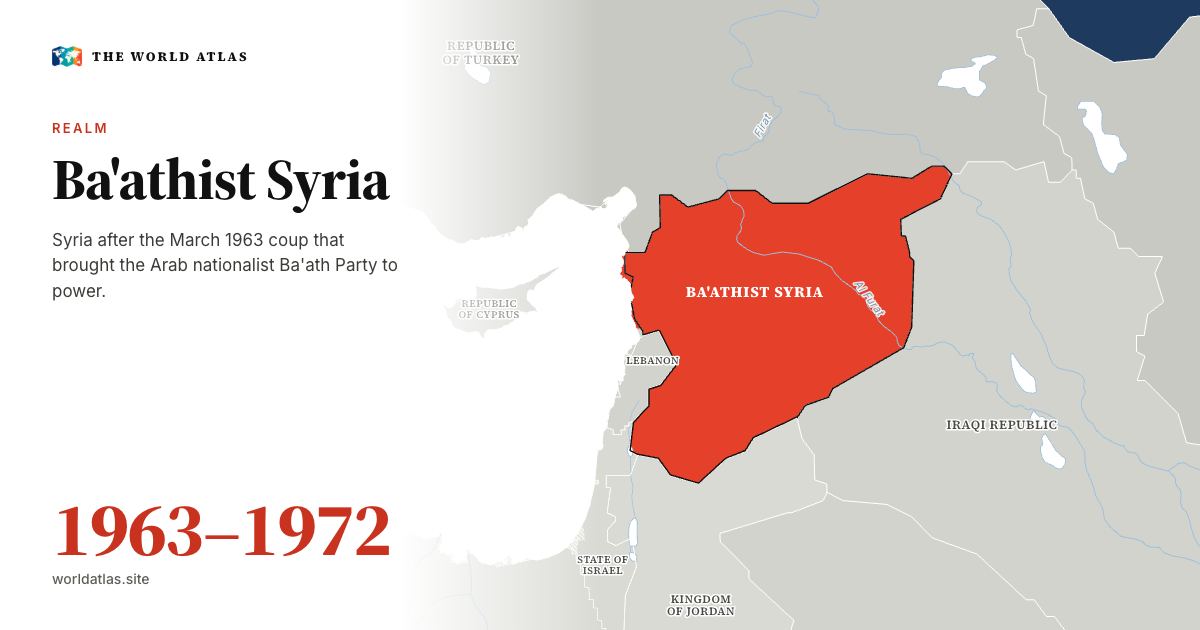 THE WORLD ATLAS
REALM
Ba'athist Syria
Syria after the March 1963 coup that
brought the Arab nationalist Ba'ath Party to
power.
1963–1972
worldatlas.site
REPUBLIC
OF TURKEY
Firat
REPUBLIC
OF CYPRUS
BA'ATHIST SYRIA
Al Furat
LEBANON
IRAQI REPUBLIC
STATE OF
ISRAEL
KINGDOM
OF JORDAN